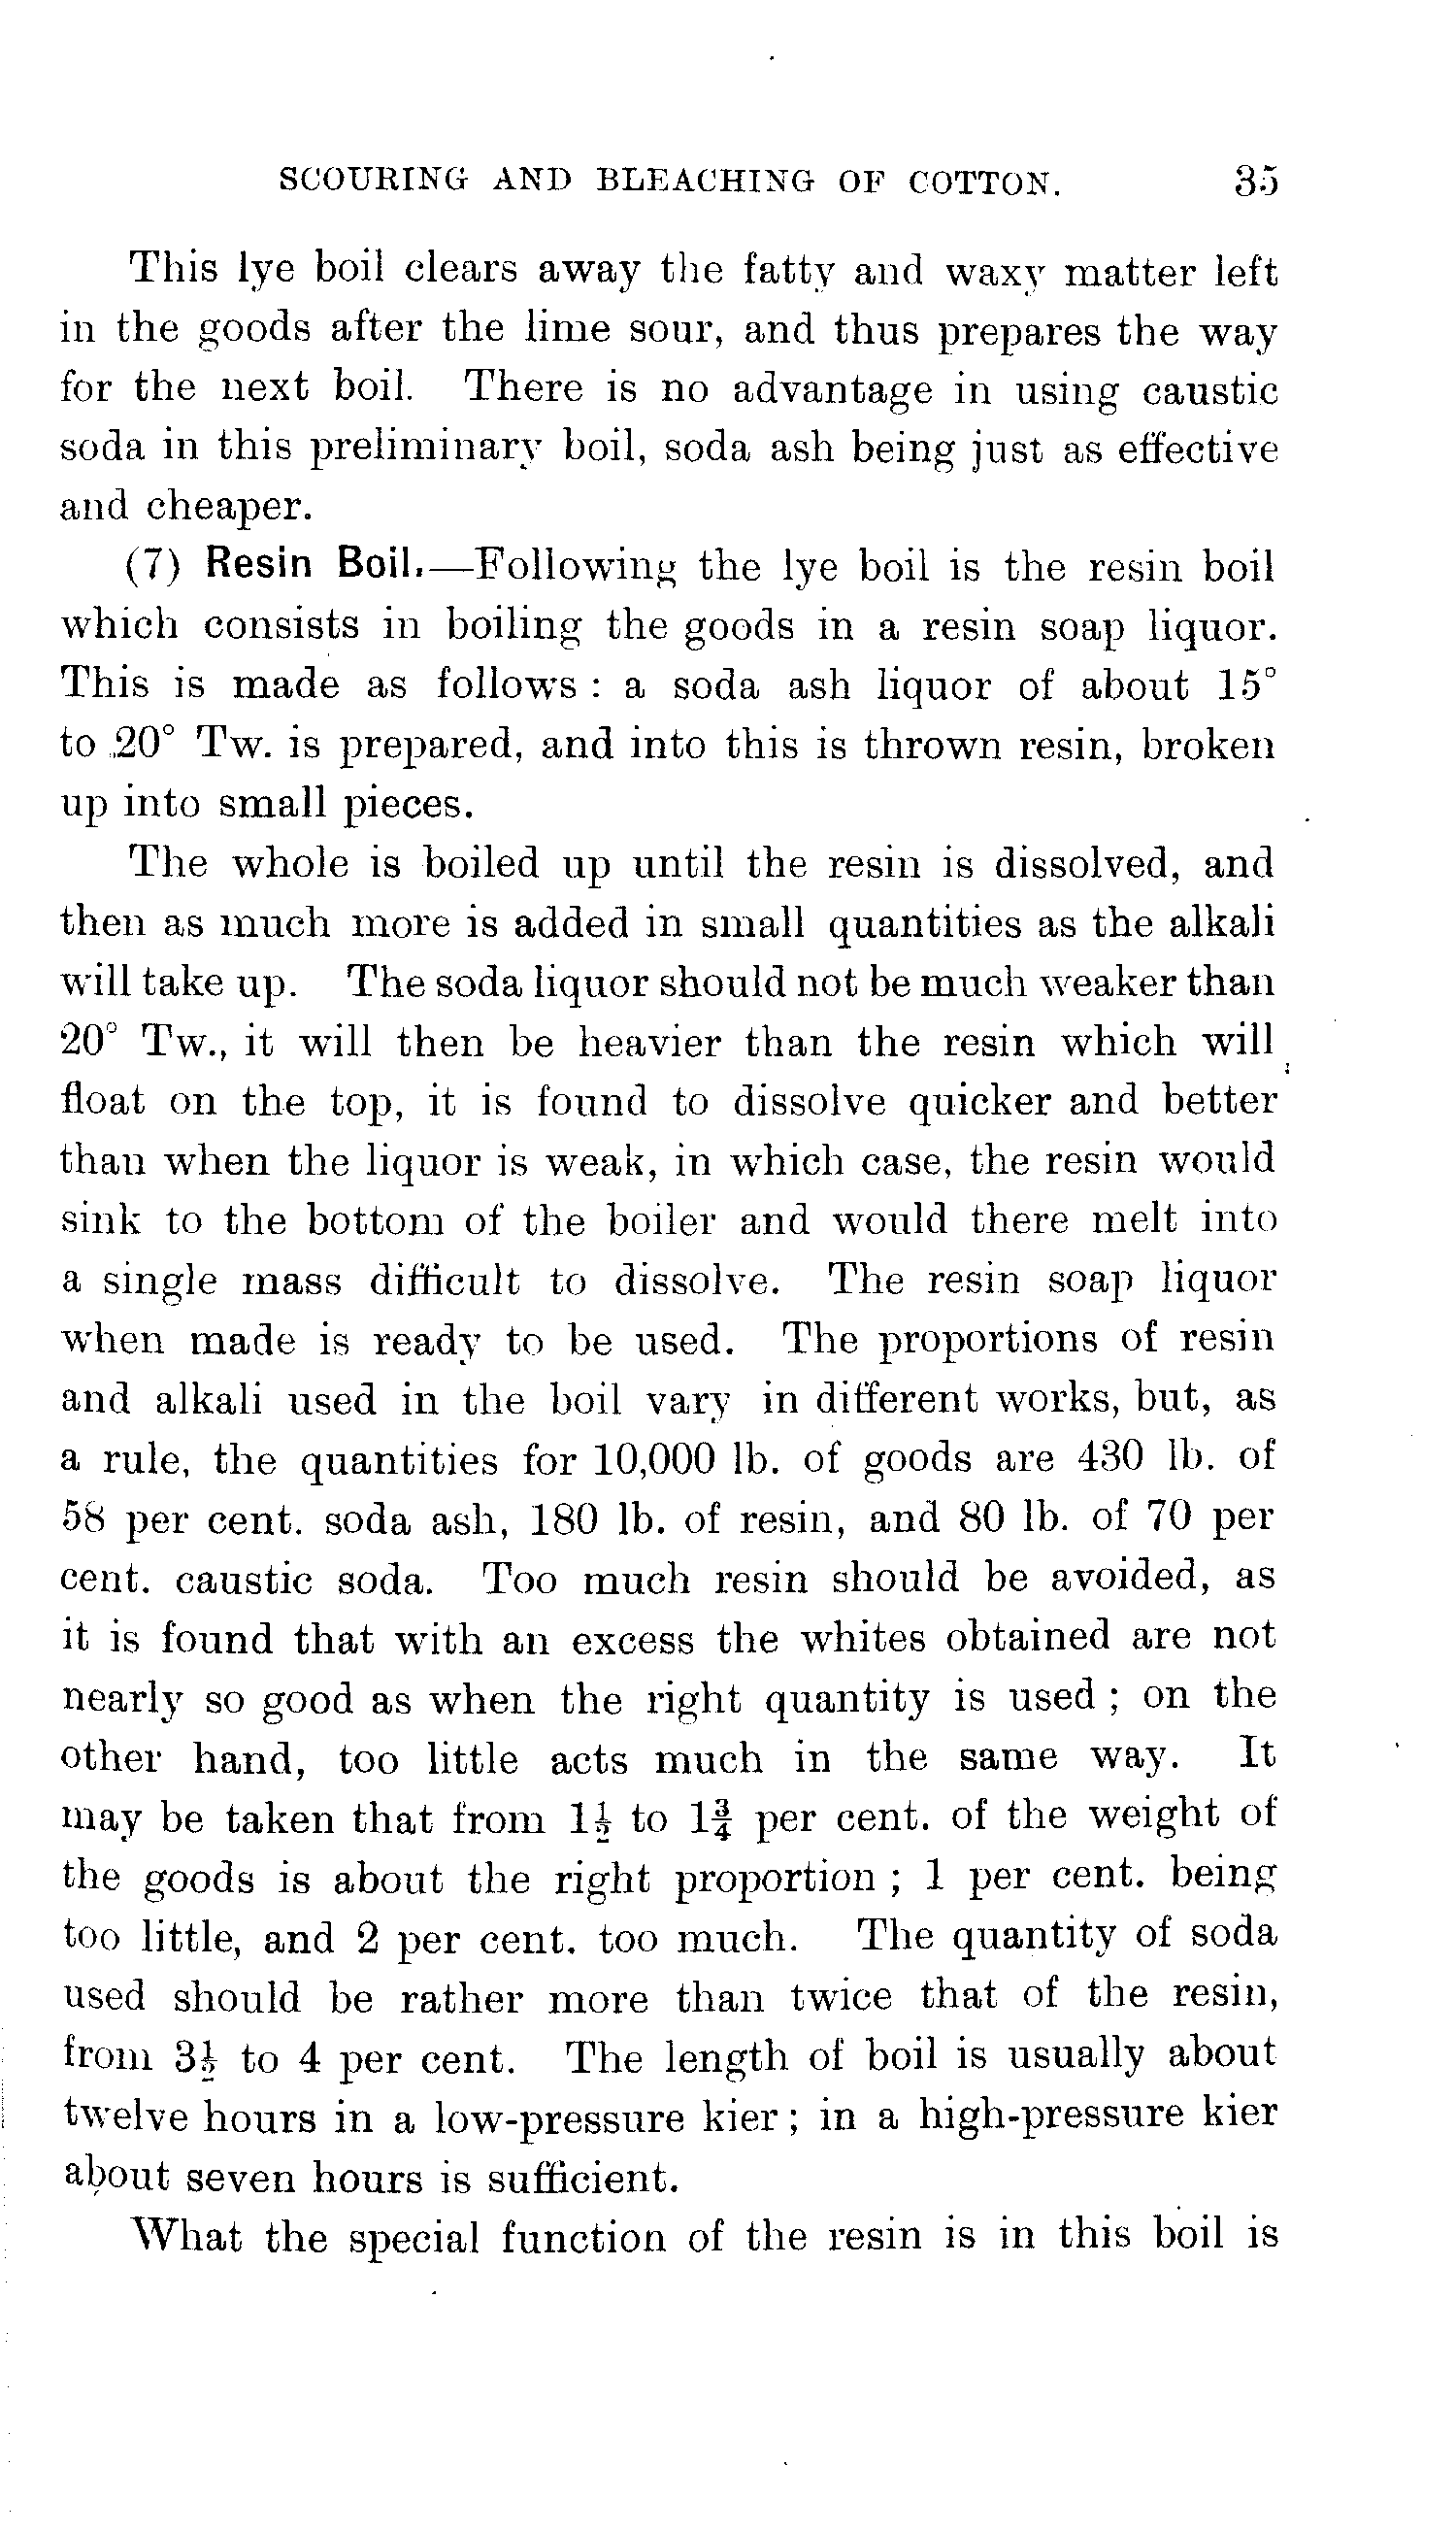 SCOURING AND BLEACHING OF COTTON. 35
This lye boil clears away the fatty and waxy matter left
in the goods after the lime sour, and thus prepares the way
for the next boil. There is no advantage in using caustic
soda in this preliminary boil, soda ash being just as effective
and cheaper.
(7) Resin Boil.—Following the lye boil is the resin boil
which consists in boiling the goods in a resin soap liquor.
This is made as follows : a soda ash liquor of about 15°
to 20° Tw. is prepared, and into this is thrown resin, broken
up into small pieces.
The whole is boiled up until the resin is dissolved, and
then as much more is added in small quantities as the alkali
will take up. The soda liquor should not be much weaker than
20° Tw., it will then be heavier than the resin which will
float on the top, it is found to dissolve quicker and better
than when the liquor is weak, in which case, the resin would
sink to the bottom of the boiler and would there melt into
a single mass difficult to dissolve. The resin soap liquor
when made is ready to be used. The proportions of resin
and alkali used in the boil vary in different works, but, as
a rule, the quantities for 10,000 lb. of goods are 430 lb. of
58 per cent. soda ash, 180 lb. of resin, and 80 lb. of 70 per
cent. caustic soda. Too much resin should be avoided, as
it is found that with an excess the whites obtained are not
nearly so good as when the right quantity is used ; on the
other hand, too little acts much in the same way. It
may be taken that from 1½ to 1¾ per cent. of the weight of
the goods is about the right proportion ; 1 per cent. being
too little, and 2 per cent. too much. The quantity of soda
used should be rather more than twice that of the resin,
from 3½ to 4 per cent. The length of boil is usually about
twelve hours in a low-pressure kier ; in a high-pressure kier
about seven hours is sufficient.
What the special function of the resin is in this boil is